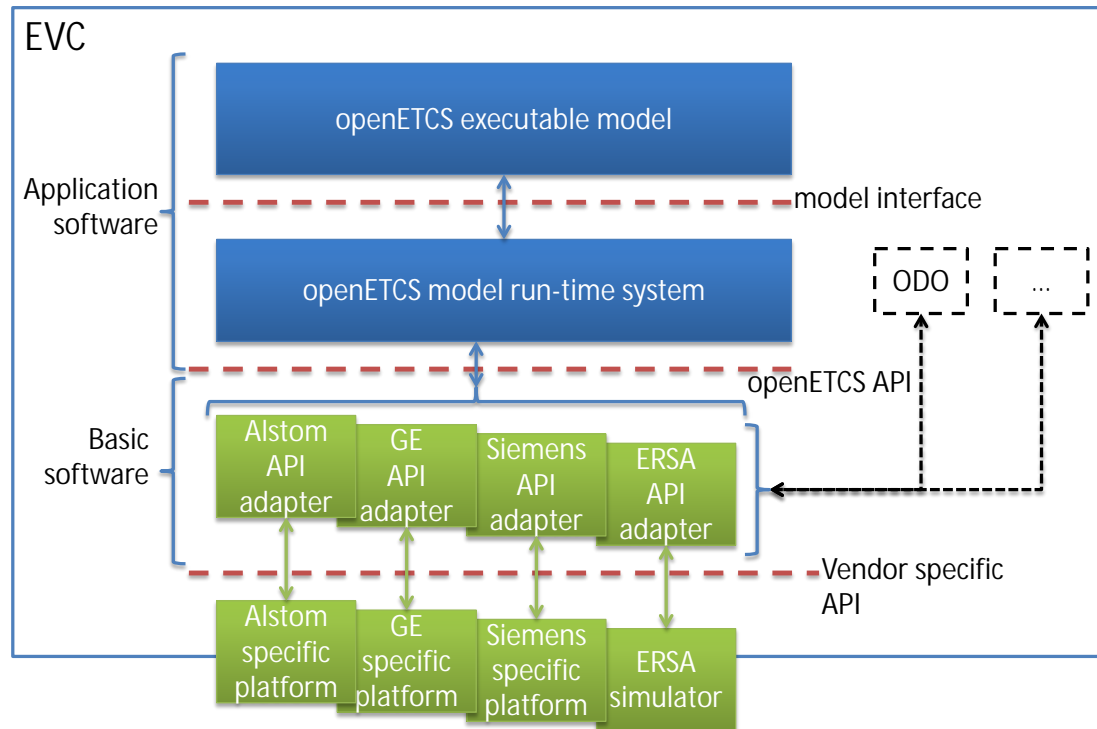 EVC
openETCS executable model
Application
software
model interface
openETCS model run-time system
ODO
...
openETCS API
Basic
software
Alstom
API
adapter
GE
API
adapter
Siemens
API
adapter
ERSA
API
adapter
Vendor specific
API
Alstom
specific
platform
GE
specific
platform
Siemens
specific
platform
ERSA
simulator